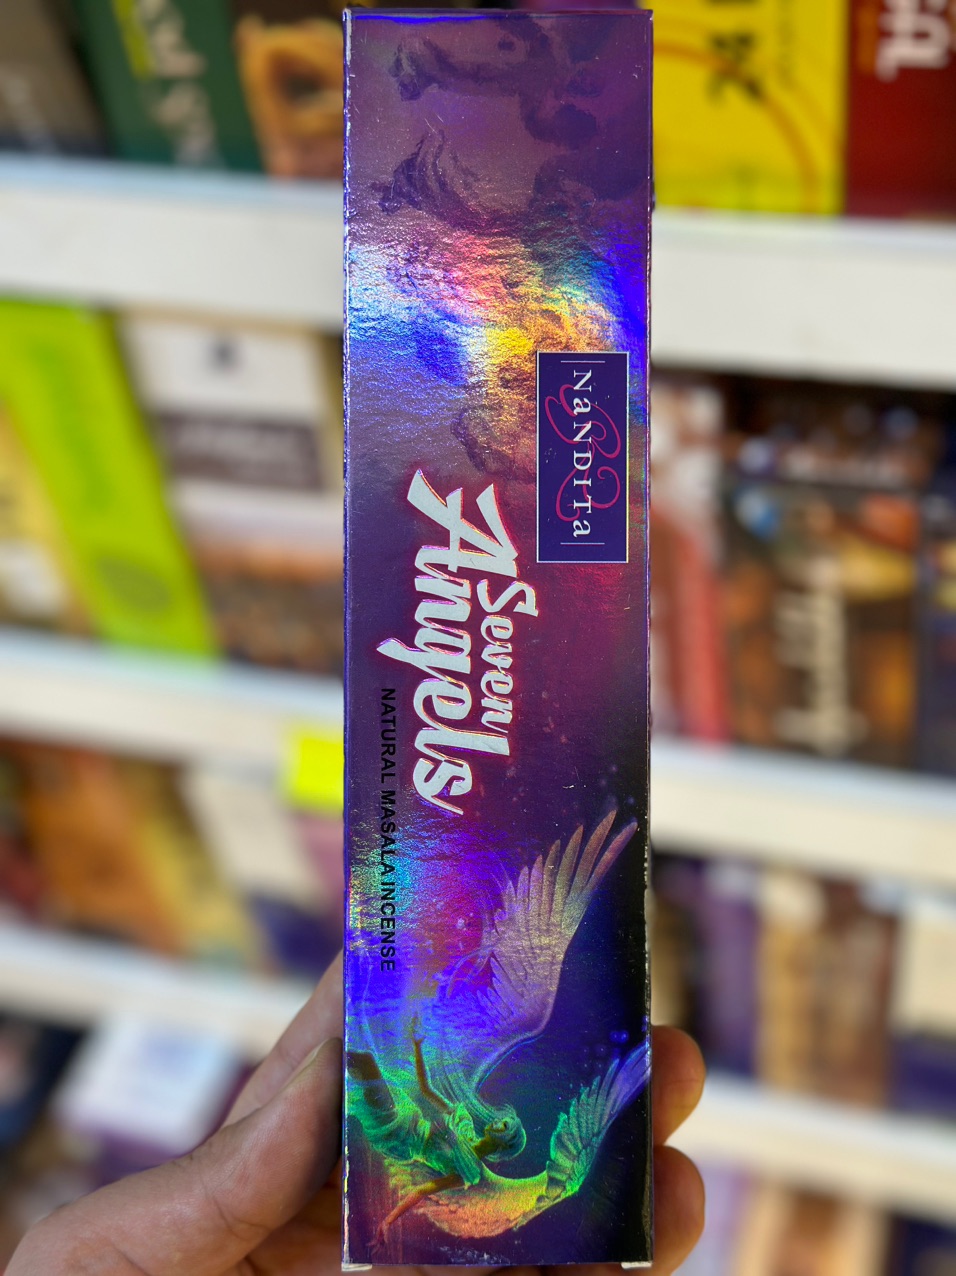 NaNDITa
Seven
Angels
NATURAL MASALA INCENSE